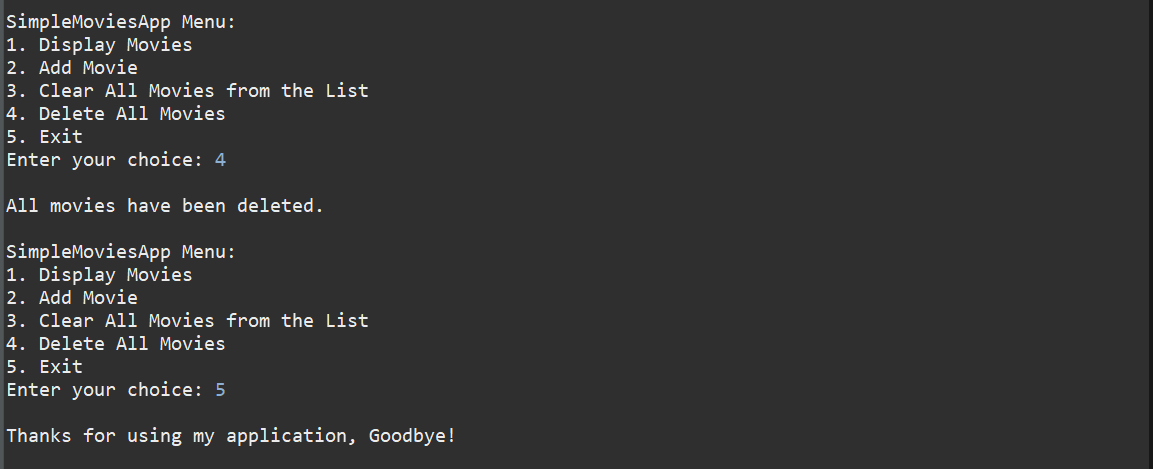 SimpleMoviesApp Menu:
1. Display Movies
2. Add Movie
3. Clear All Movies from the List
4. Delete All Movies
5. Exit
Enter your choice: 4
All movies have been deleted.
SimpleMoviesApp Menu:
1. Display Movies
2. Add Movie
3. Clear All Movies from the List
4. Delete All Movies
5. Exit
Enter your choice: 5
Thanks for using my application, Goodbye!